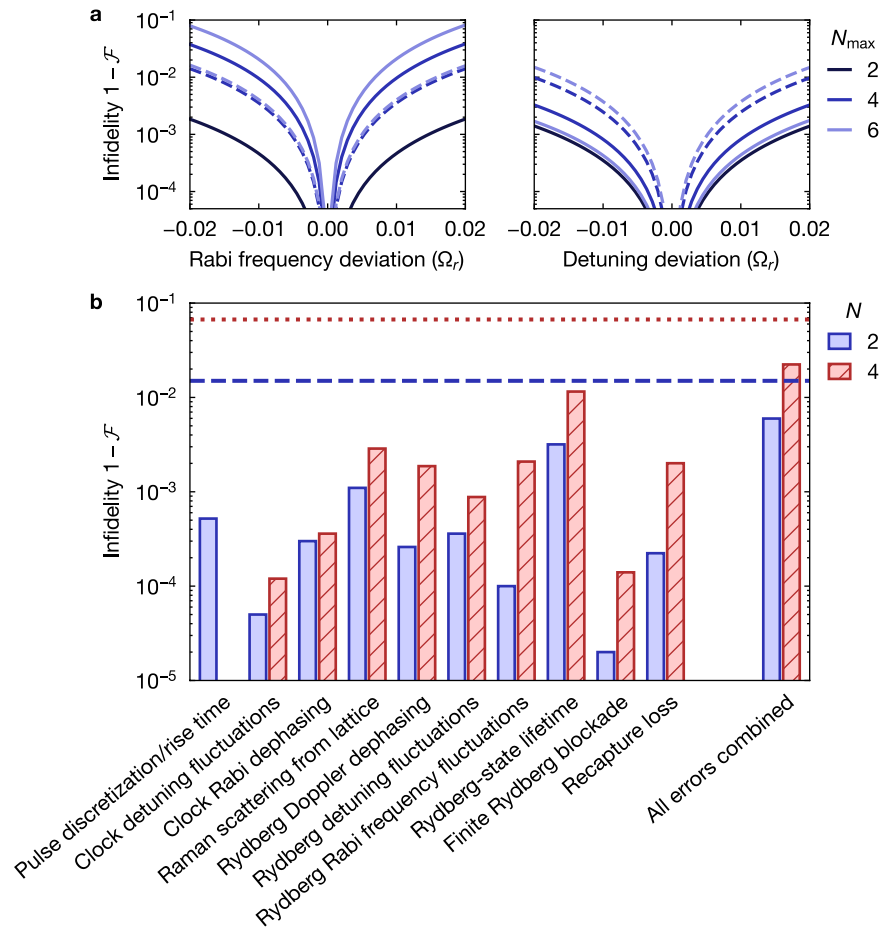 a
Infidelity 1 – ℱ
10⁻¹
10⁻²
10⁻³
10⁻⁴
−0.02 −0.01 0.00 0.01 0.02
Rabi frequency deviation (Ωᵣ)
−0.02 −0.01 0.00 0.01 0.02
Detuning deviation (Ωᵣ)
Nmax
2
4
6
b
Infidelity 1 – ℱ
10⁻¹
10⁻²
10⁻³
10⁻⁴
10⁻⁵
N
2
4
Pulse discretization/rise time
Clock detuning fluctuations
Clock Rabi dephasing
Raman scattering from lattice
Rydberg Doppler dephasing
Rydberg detuning fluctuations
Rydberg Rabi frequency fluctuations
Rydberg-state lifetime
Finite Rydberg blockade
Recapture loss
All errors combined